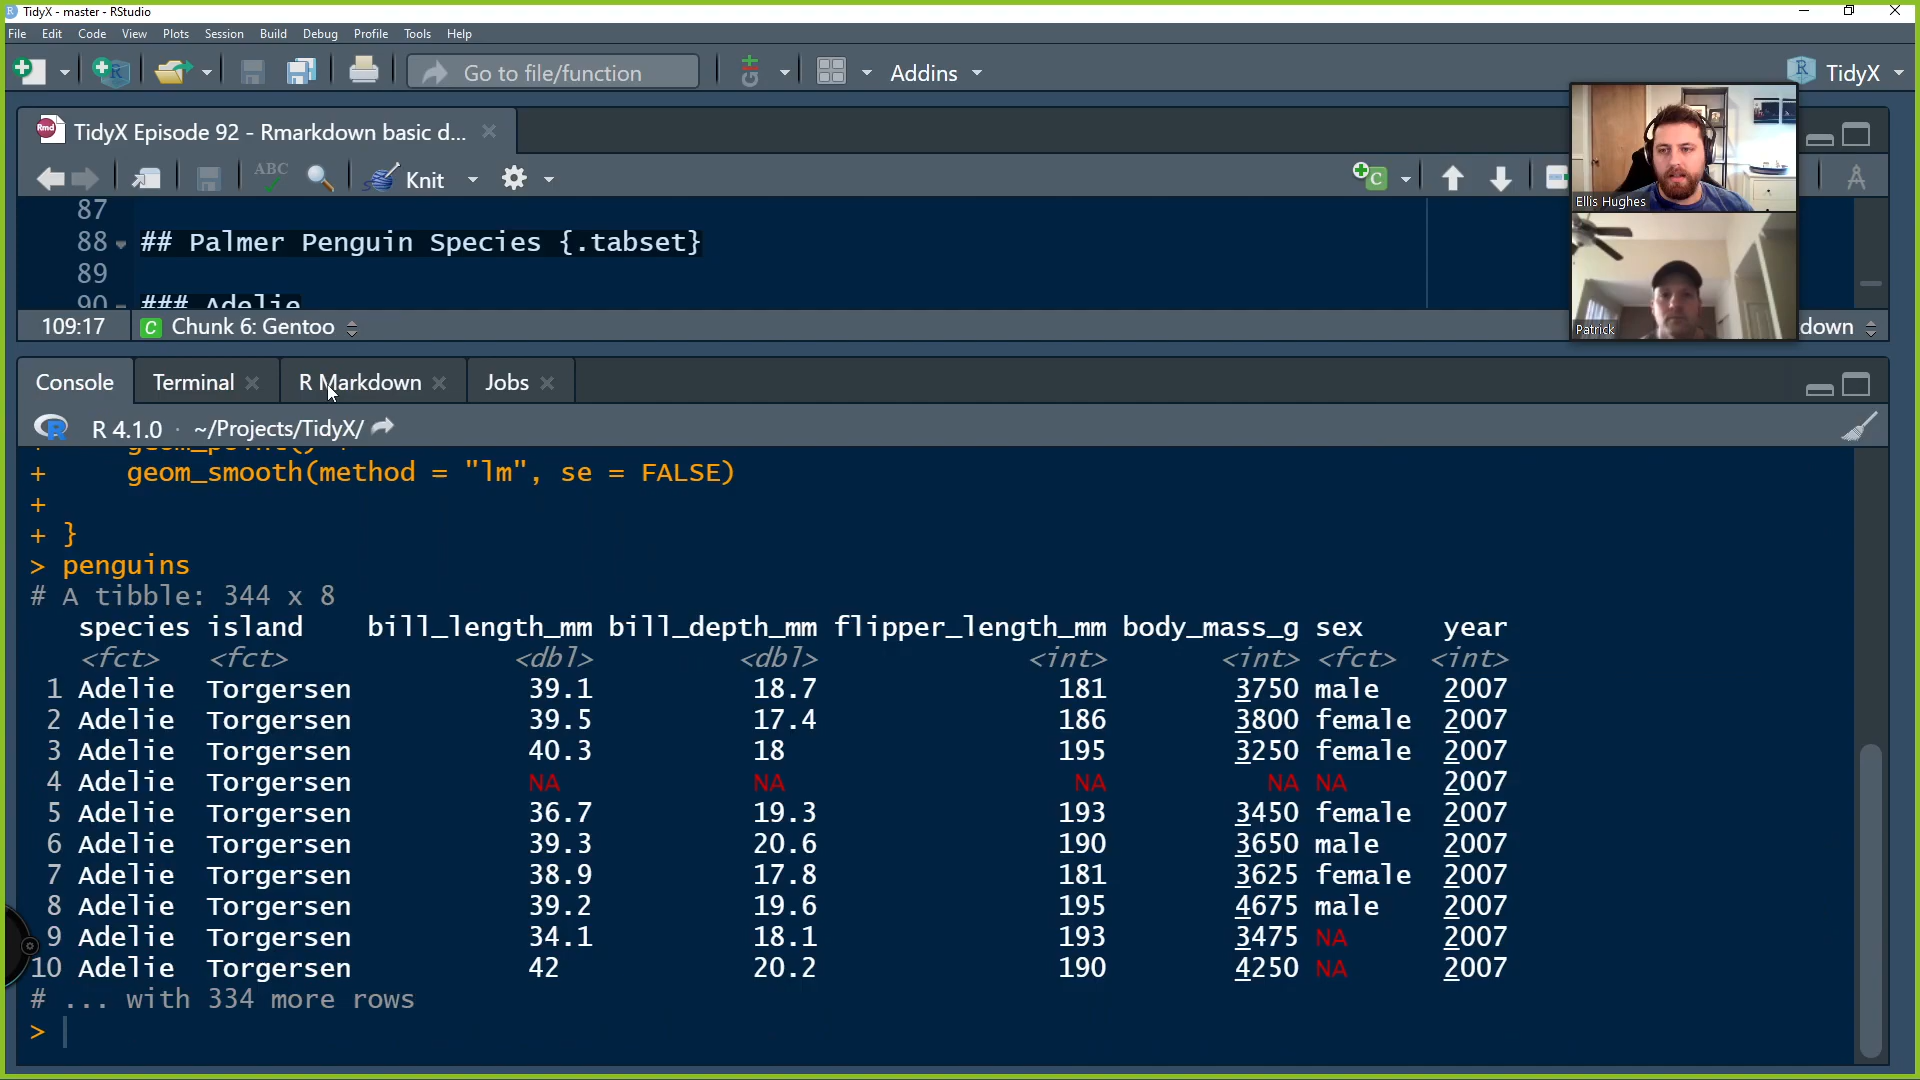 TidyX - master - RStudio
File Edit Code View Plots Session Build Debug Profile Tools Help
Go to file/function Addins TidyX
TidyX Episode 92 - Rmarkdown basic d...
ABC Knit
87
88 ## Palmer Penguin Species {.tabset}
89
90 ### Adelie
109:17 C Chunk 6: Gentoo down
Ellis Hughes
Patrick
Console Terminal R Markdown Jobs
R 4.1.0 · ~/Projects/TidyX/
+ geom_point() +
+ geom_smooth(method = "lm", se = FALSE)
+
+ }
> penguins
# A tibble: 344 x 8
species island bill_length_mm bill_depth_mm flipper_length_mm body_mass_g sex year
<fct> <fct> <dbl> <dbl> <int> <int> <fct> <int>
1 Adelie Torgersen 39.1 18.7 181 3750 male 2007
2 Adelie Torgersen 39.5 17.4 186 3800 female 2007
3 Adelie Torgersen 40.3 18 195 3250 female 2007
4 Adelie Torgersen NA NA NA NA NA 2007
5 Adelie Torgersen 36.7 19.3 193 3450 female 2007
6 Adelie Torgersen 39.3 20.6 190 3650 male 2007
7 Adelie Torgersen 38.9 17.8 181 3625 female 2007
8 Adelie Torgersen 39.2 19.6 195 4675 male 2007
9 Adelie Torgersen 34.1 18.1 193 3475 NA 2007
10 Adelie Torgersen 42 20.2 190 4250 NA 2007
# ... with 334 more rows
>